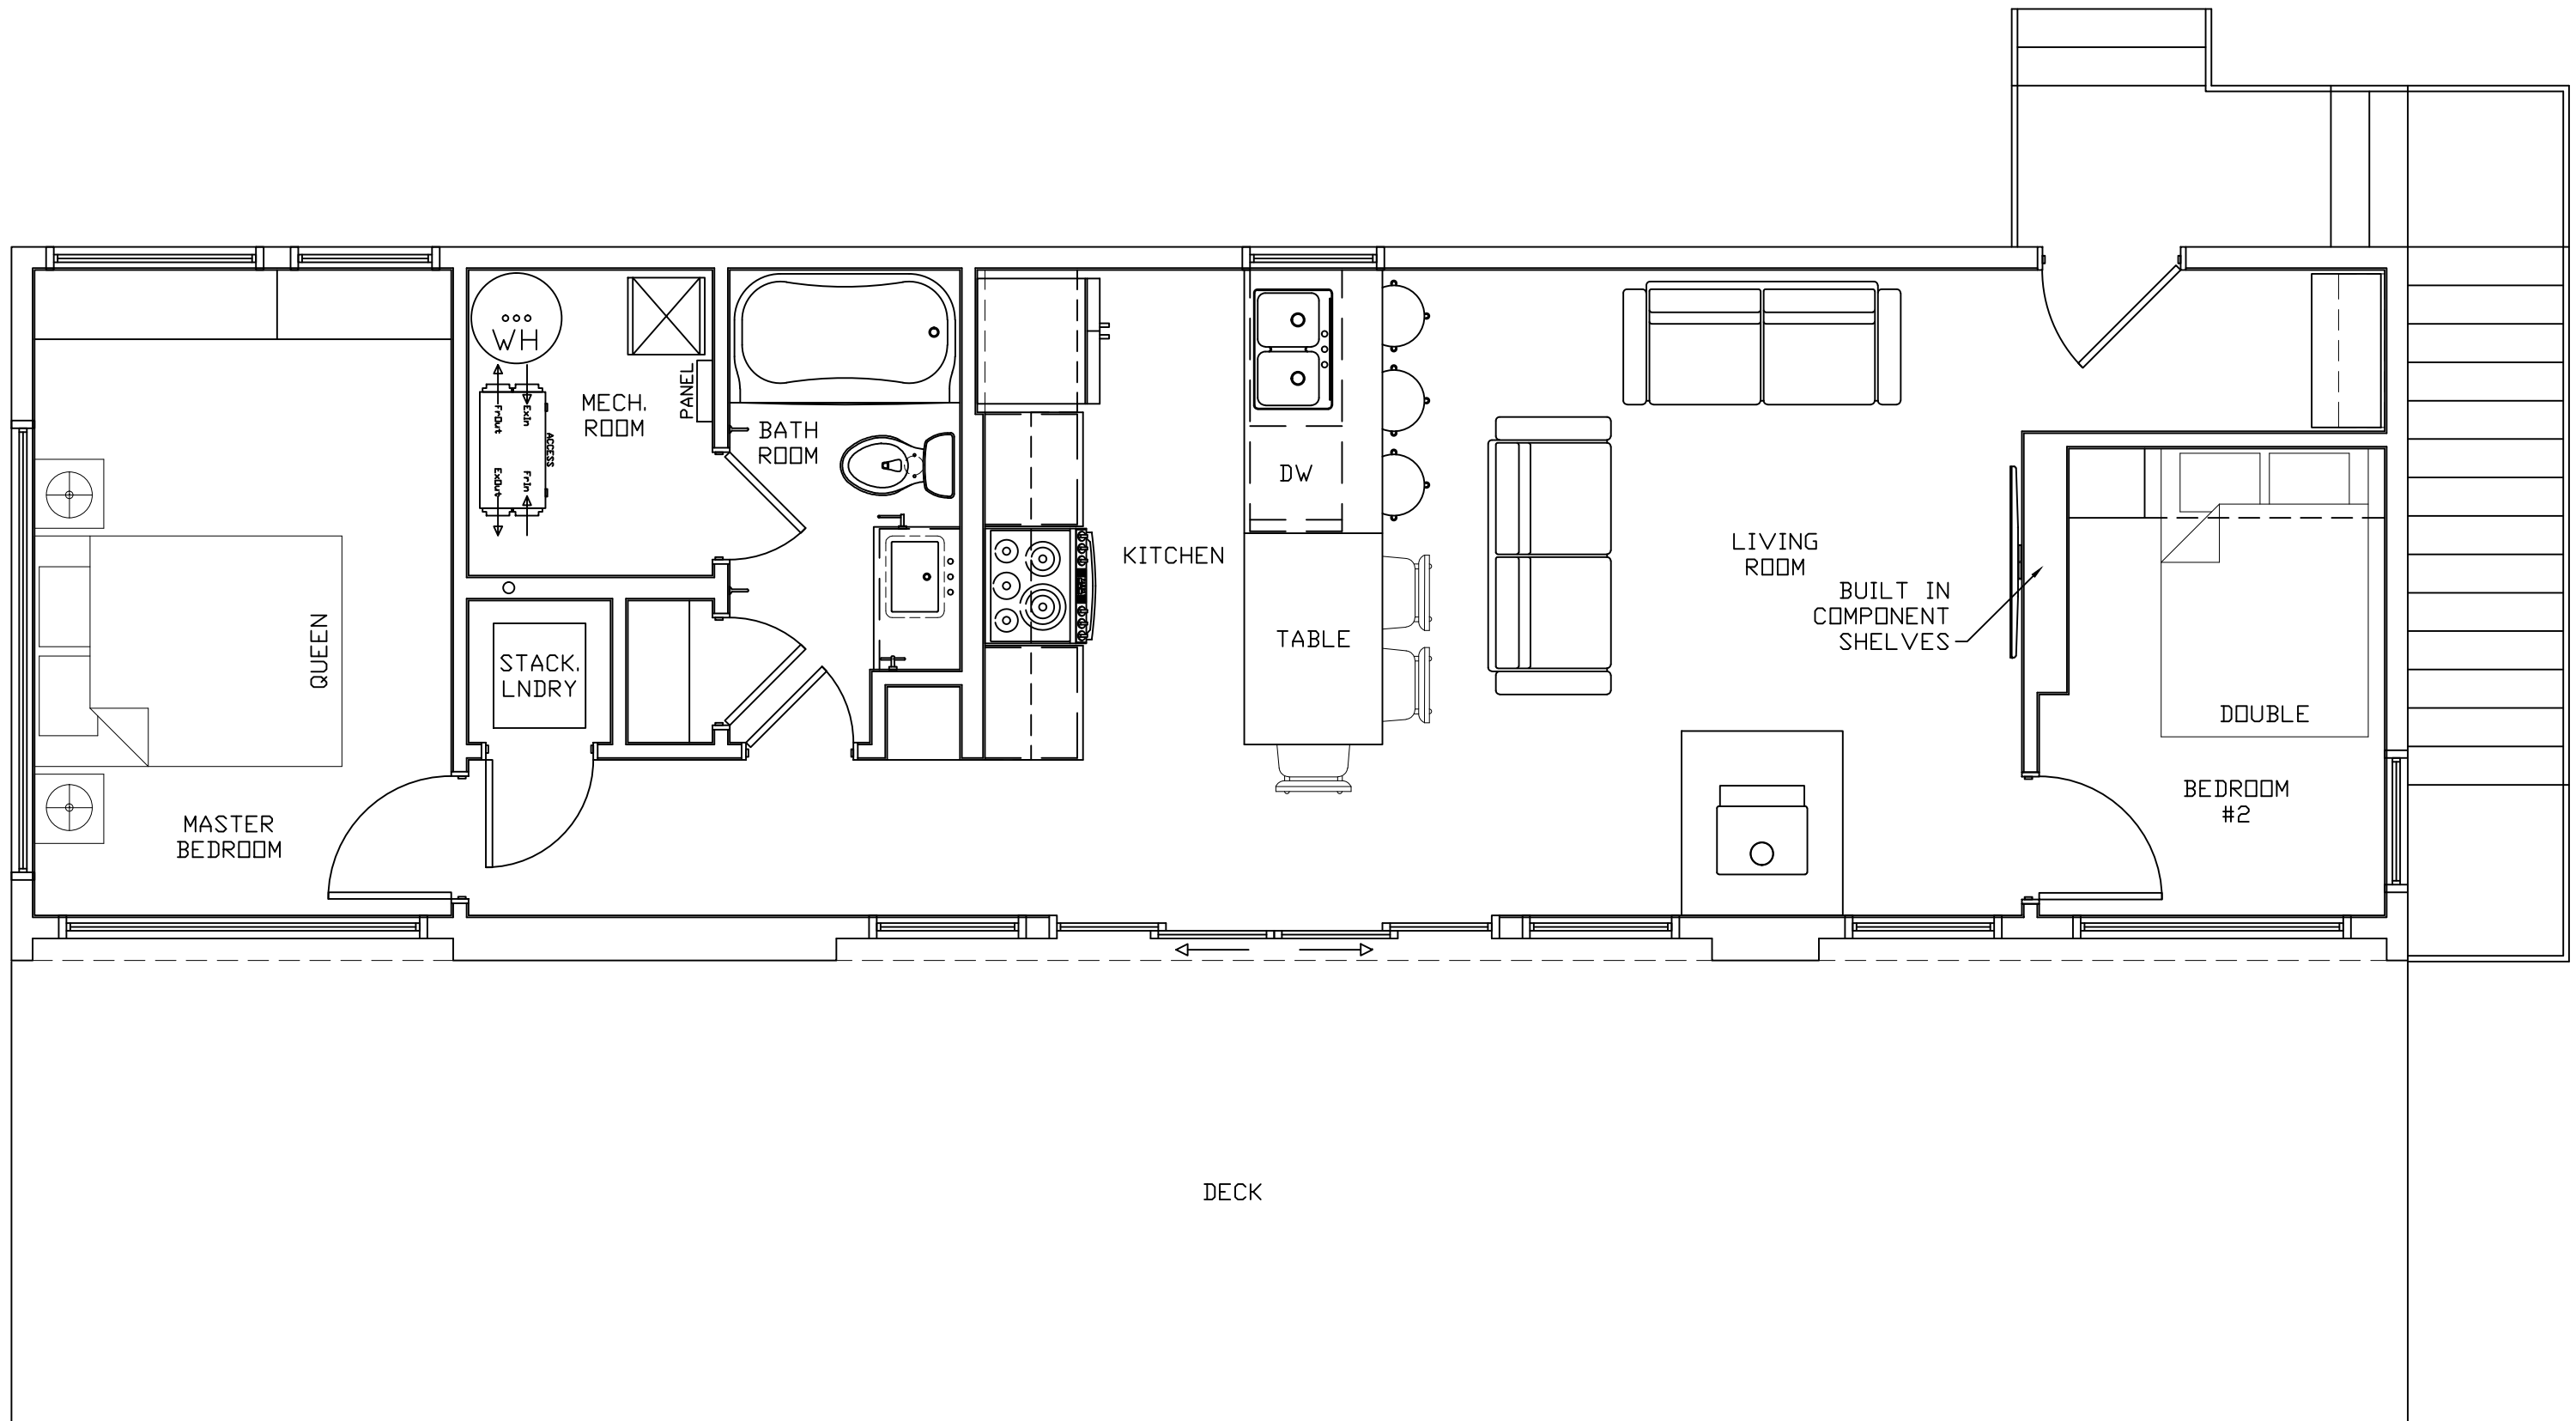 WH
FrOut
ExIn
ACCESS
ExOut
FrIn
MECH.
ROOM
PANEL
BATH
ROOM
QUEEN
STACK.
LNDRY
MASTER
BEDROOM
KITCHEN
DW
TABLE
LIVING
ROOM
BUILT IN
COMPONENT
SHELVES
DOUBLE
BEDROOM
#2
DECK